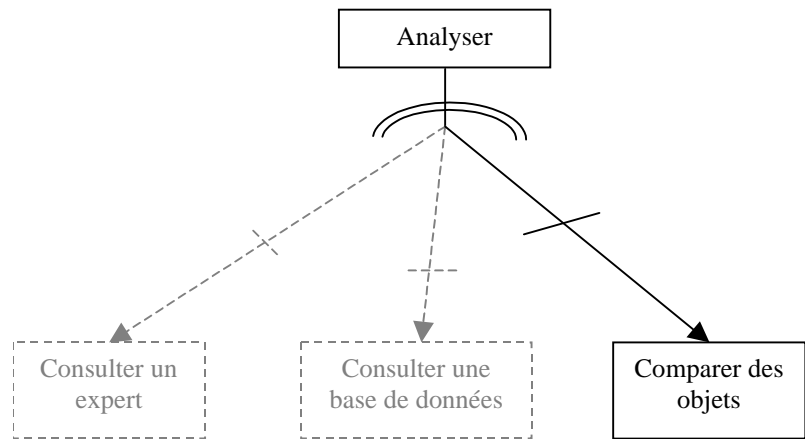 Analyser
Consulter un
expert
Consulter une
base de données
Comparer des
objets